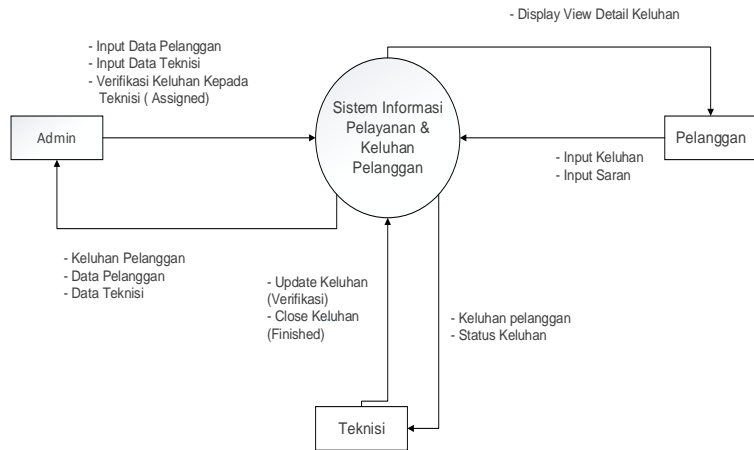 - Display View Detail Keluhan
- Input Data Pelanggan
- Input Data Teknisi
- Verifikasi Keluhan Kepada
Teknisi ( Assigned)
Sistem Informasi
Pelayanan &
Keluhan
Pelanggan
Admin
Pelanggan
- Input Keluhan
- Input Saran
- Keluhan Pelanggan
- Data Pelanggan
- Data Teknisi
- Update Keluhan
(Verifikasi)
- Close Keluhan
(Finished)
- Keluhan pelanggan
- Status Keluhan
Teknisi